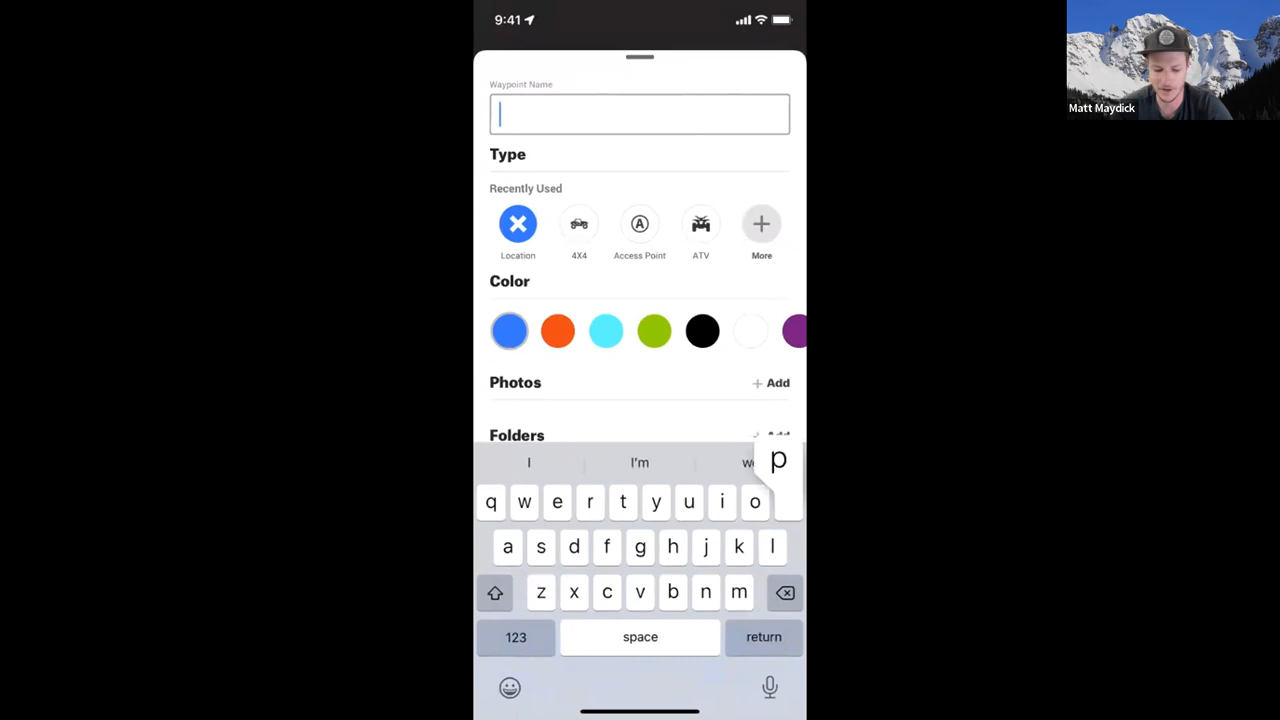 9:41
Matt Maydick
Waypoint Name
Type
Recently Used
Location 4X4 Access Point ATV More
Color
Photos + Add
Folders
I I'm
p
q w e r t y u i o
a s d f g h j k l
z x c v b n m
123 space return